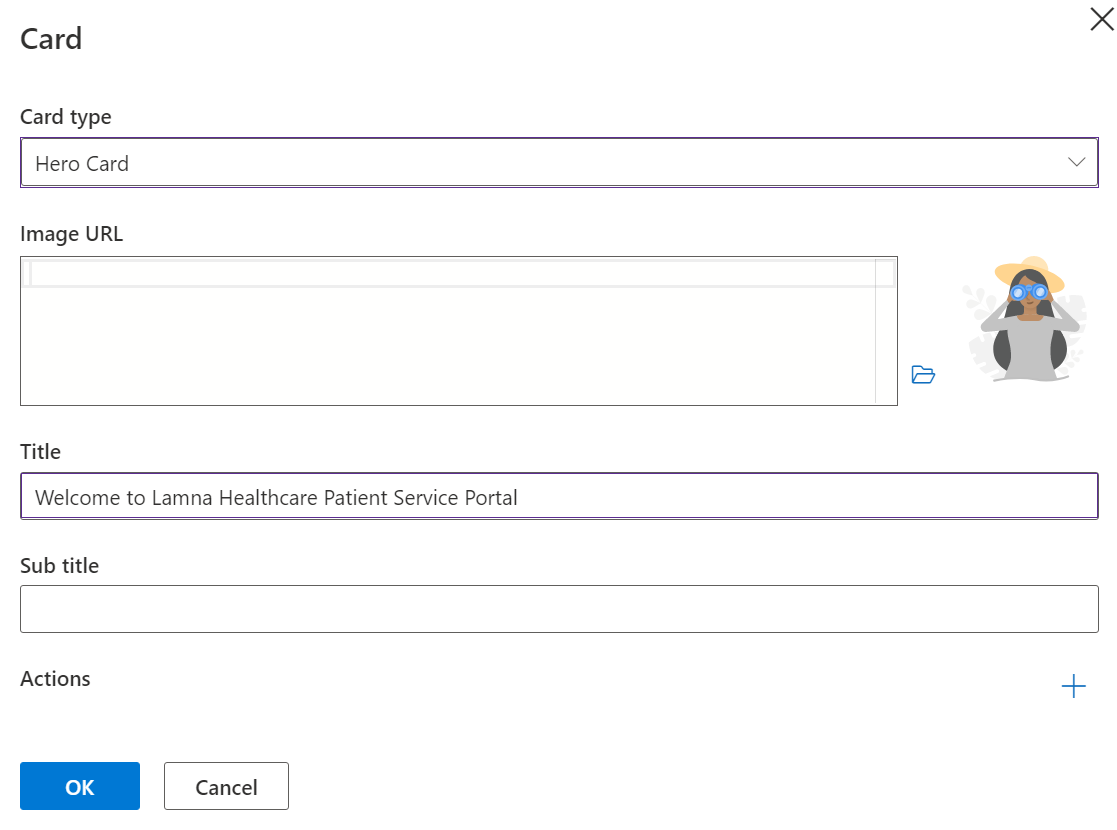 Card
Card type
Hero Card
Image URL
Title
Welcome to Lamna Healthcare Patient Service Portal
Sub title
Actions
OK
Cancel